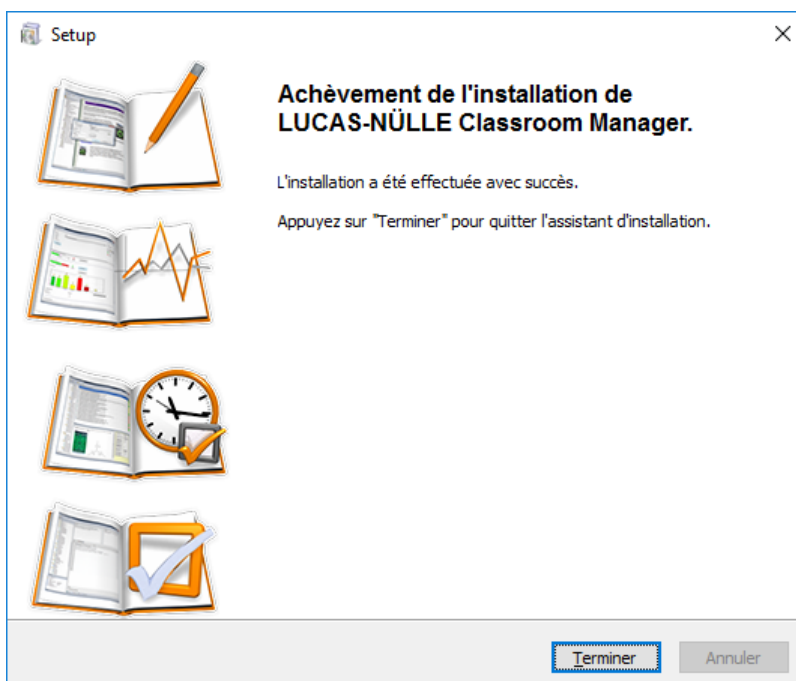 Setup
Achèvement de l'installation de
LUCAS-NÜLLE Classroom Manager.
L'installation a été effectuée avec succès.
Appuyez sur "Terminer" pour quitter l'assistant d'installation.
Terminer
Annuler